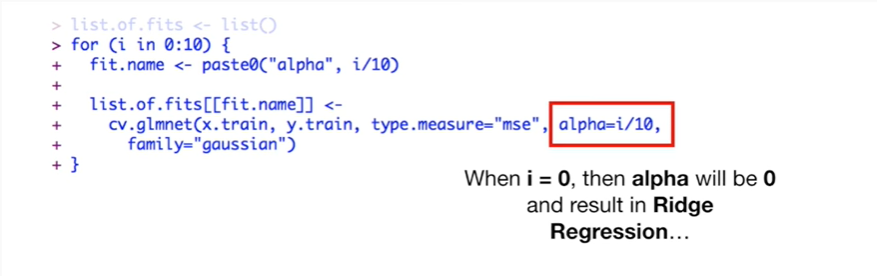 > list.of.fits <- list()
> for (i in 0:10) {
+   fit.name <- paste0("alpha", i/10)
+
+   list.of.fits[[fit.name]] <-
+     cv.glmnet(x.train, y.train, type.measure="mse", alpha=i/10,
+       family="gaussian")
+ }
When i = 0, then alpha will be 0
and result in Ridge
Regression…